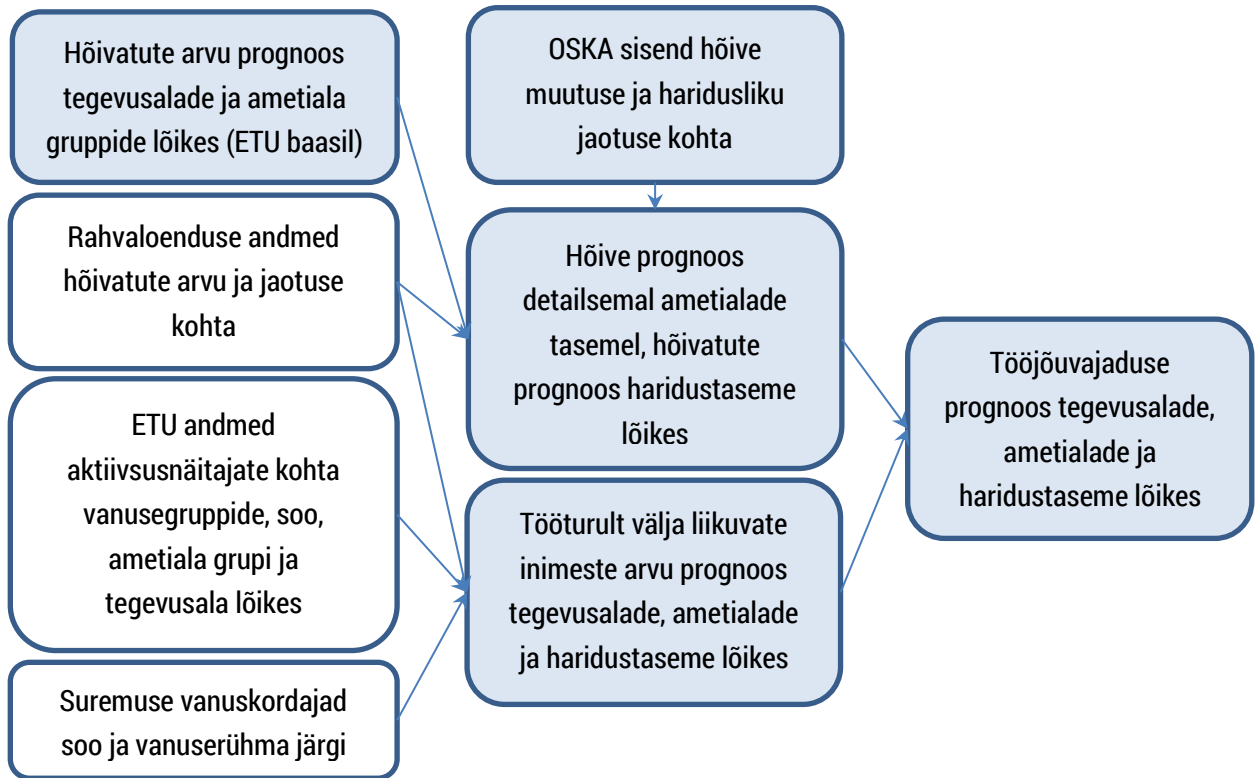 Hõivatute arvu prognoos
tegevusalade ja ametiala
gruppide lõikes (ETU baasil)
Rahvaloenduse andmed
hõivatute arvu ja jaotuse
kohta
ETU andmed
aktiivsusnäitajate kohta
vanusegruppide, soo,
ametiala grupi ja
tegevusala lõikes
Suremuse vanuskordajad
soo ja vanuserühma järgi
OSKA sisend hõive
muutuse ja haridusliku
jaotuse kohta
Hõive prognoos
detailsemal ametialade
tasemel, hõivatute
prognoos haridustaseme
lõikes
Tööturult välja liikuvate
inimeste arvu prognoos
tegevusalade, ametialade
ja haridustaseme lõikes
Tööjõuvajaduse
prognoos tegevusalade,
ametialade ja
haridustaseme lõikes